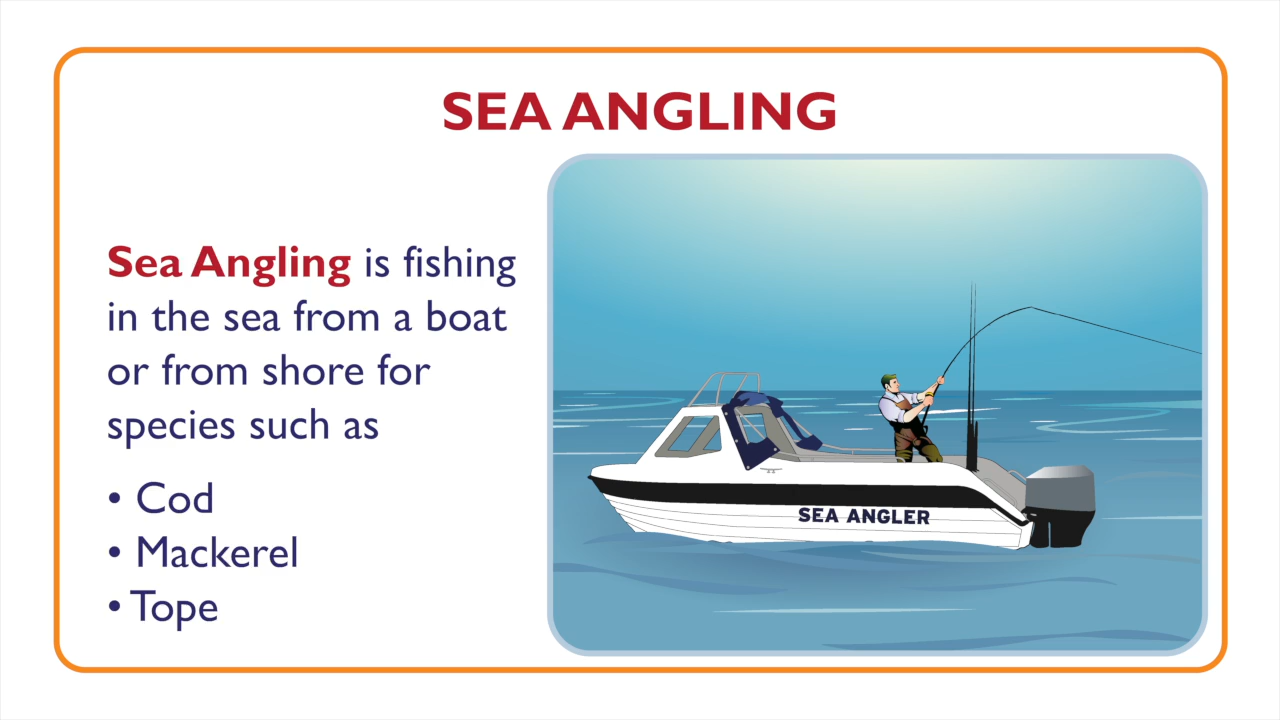 SEA ANGLING
Sea Angling is fishing
in the sea from a boat
or from shore for
species such as
• Cod
• Mackerel
• Tope
SEA ANGLER